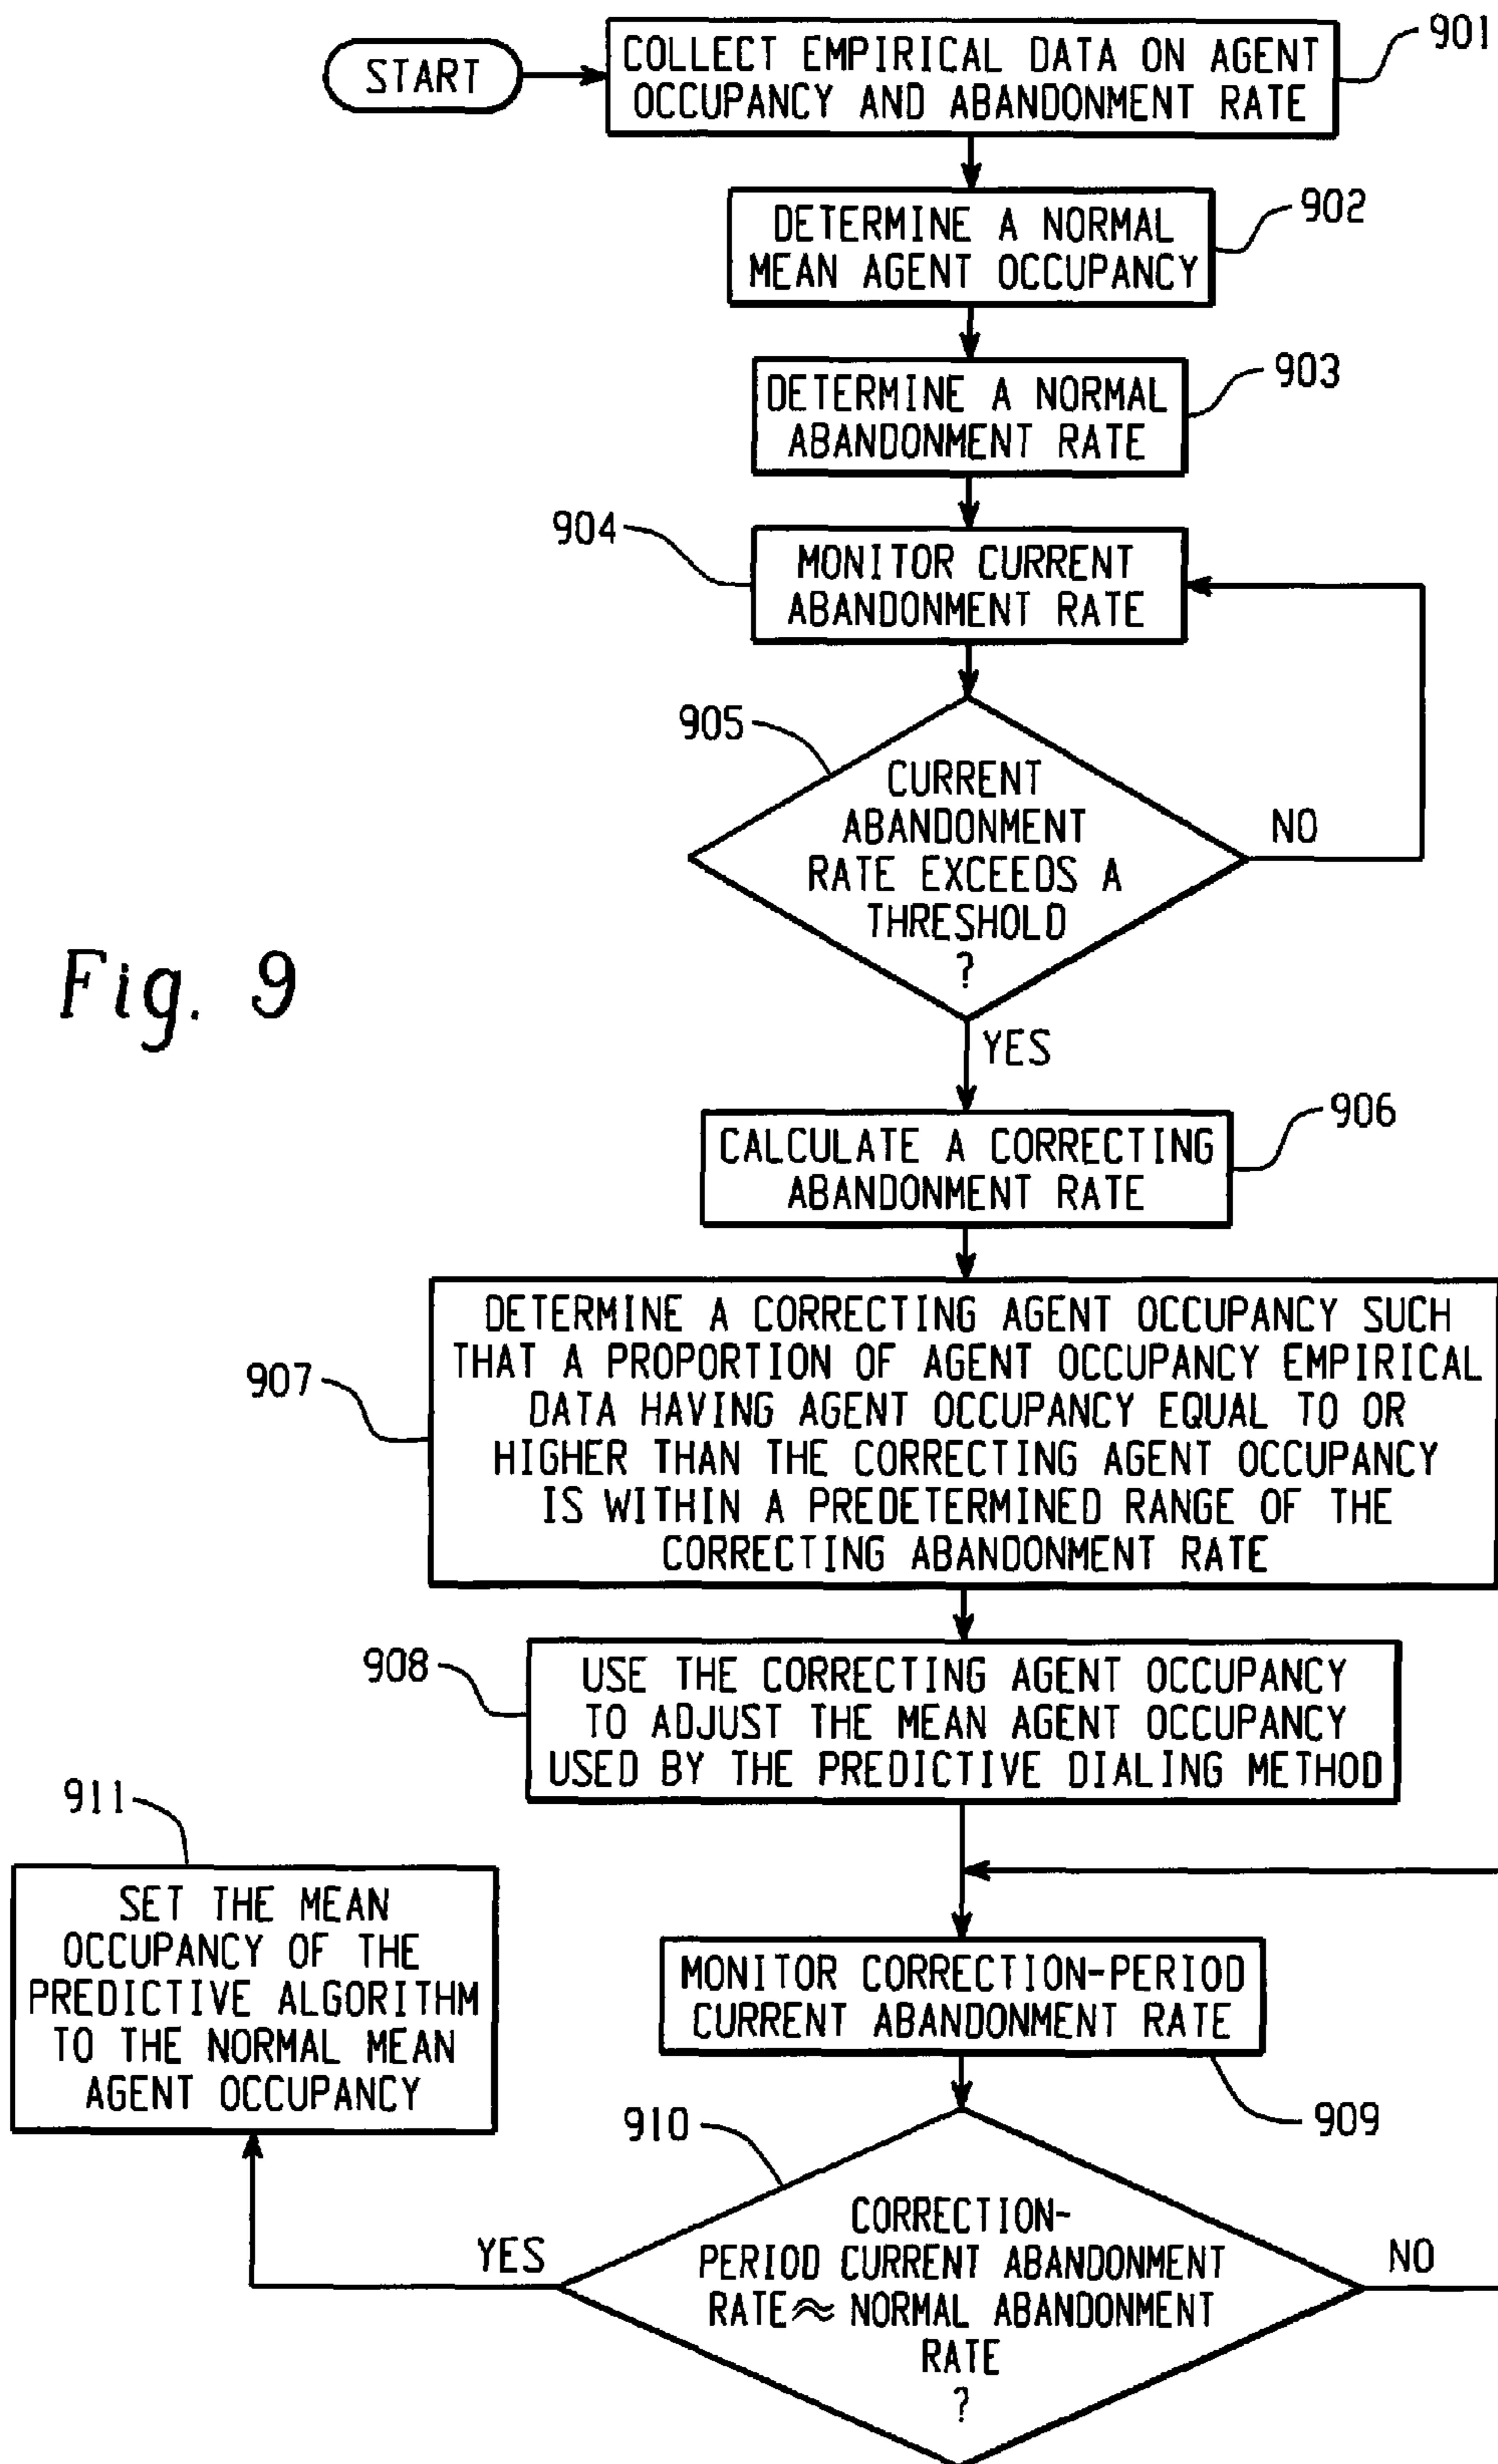 START
COLLECT EMPIRICAL DATA ON AGENT
OCCUPANCY AND ABANDONMENT RATE
901
DETERMINE A NORMAL
MEAN AGENT OCCUPANCY
902
DETERMINE A NORMAL
ABANDONMENT RATE
903
904
MONITOR CURRENT
ABANDONMENT RATE
905
CURRENT
ABANDONMENT
RATE EXCEEDS A
THRESHOLD
?
NO
Fig. 9
YES
CALCULATE A CORRECTING
ABANDONMENT RATE
906
907
DETERMINE A CORRECTING AGENT OCCUPANCY SUCH
THAT A PROPORTION OF AGENT OCCUPANCY EMPIRICAL
DATA HAVING AGENT OCCUPANCY EQUAL TO OR
HIGHER THAN THE CORRECTING AGENT OCCUPANCY
IS WITHIN A PREDETERMINED RANGE OF THE
CORRECTING ABANDONMENT RATE
908
USE THE CORRECTING AGENT OCCUPANCY
TO ADJUST THE MEAN AGENT OCCUPANCY
USED BY THE PREDICTIVE DIALING METHOD
911
SET THE MEAN
OCCUPANCY OF THE
PREDICTIVE ALGORITHM
TO THE NORMAL MEAN
AGENT OCCUPANCY
MONITOR CORRECTION-PERIOD
CURRENT ABANDONMENT RATE
909
910
CORRECTION-
PERIOD CURRENT ABANDONMENT
RATE ≈ NORMAL ABANDONMENT
RATE
?
YES
NO